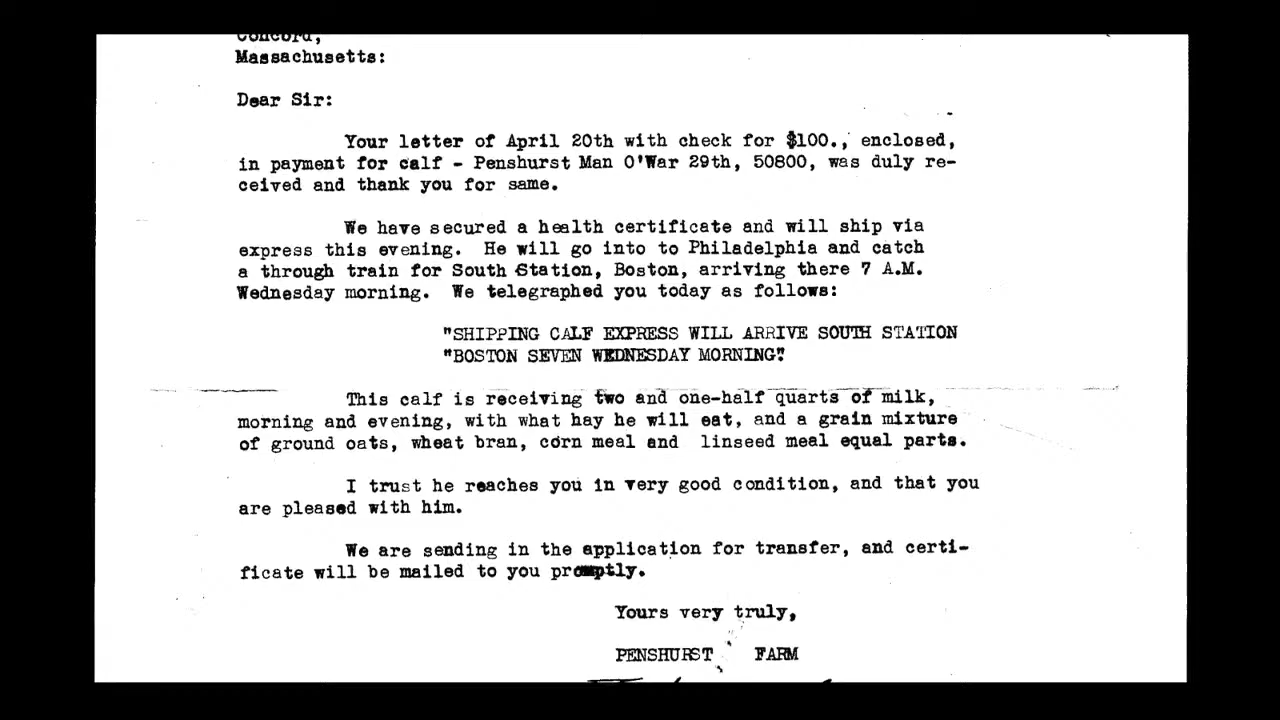 Concord,
Massachusetts:
Dear Sir:
Your letter of April 20th with check for $100., enclosed,
in payment for calf - Penshurst Man O'War 29th, 50800, was duly re-
ceived and thank you for same.
We have secured a health certificate and will ship via
express this evening. He will go into to Philadelphia and catch
a through train for South Station, Boston, arriving there 7 A.M.
Wednesday morning. We telegraphed you today as follows:
"SHIPPING CALF EXPRESS WILL ARRIVE SOUTH STATION
"BOSTON SEVEN WEDNESDAY MORNING"
This calf is receiving two and one-half quarts of milk,
morning and evening, with what hay he will eat, and a grain mixture
of ground oats, wheat bran, corn meal and linseed meal equal parts.
I trust he reaches you in very good condition, and that you
are pleased with him.
We are sending in the application for transfer, and certi-
ficate will be mailed to you promptly.
Yours very truly,
PENSHURST FARM